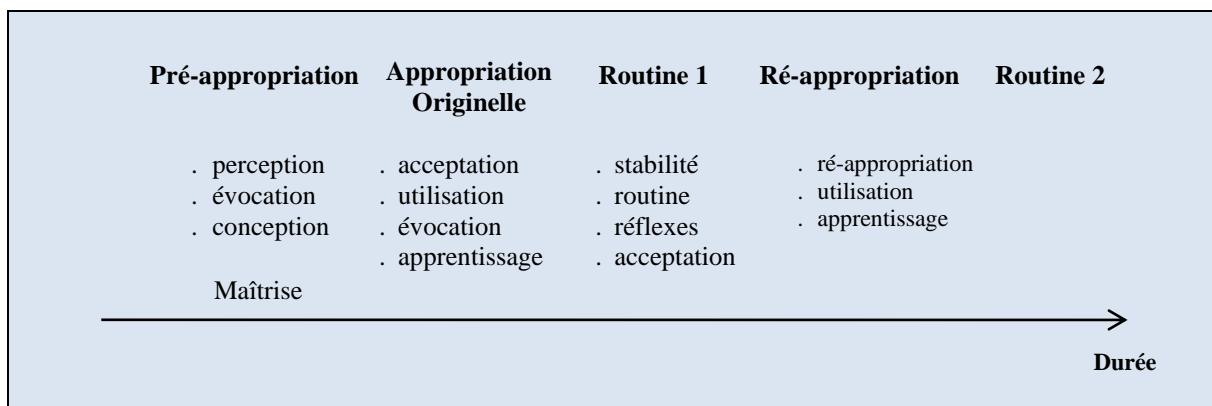 Pré-appropriation
Appropriation
Originelle
Routine 1
Ré-appropriation
Routine 2
. perception
. évocation
. conception
. acceptation
. utilisation
. évocation
. apprentissage
. stabilité
. routine
. réflexes
. acceptation
. ré-appropriation
. utilisation
. apprentissage
Maîtrise
Durée